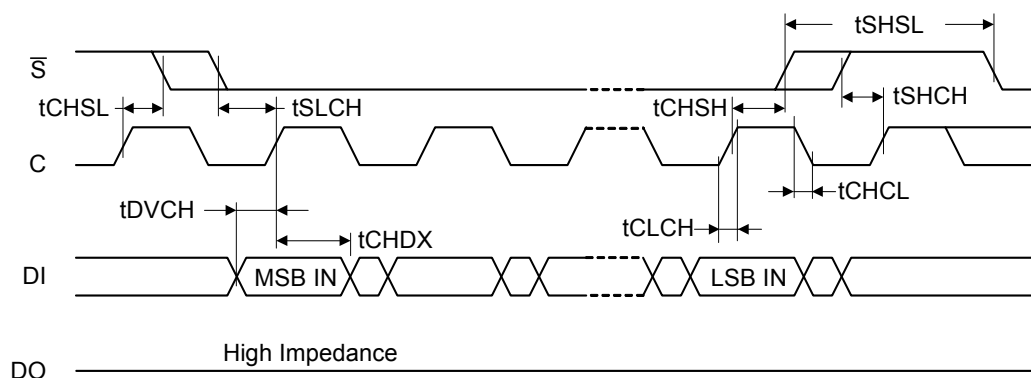 tSHSL
S̅
tCHSL
tSLCH
tCHSH
tSHCH
C
tDVCH
tCHDX
tCLCH
tCHCL
DI
MSB IN
LSB IN
High Impedance
DO